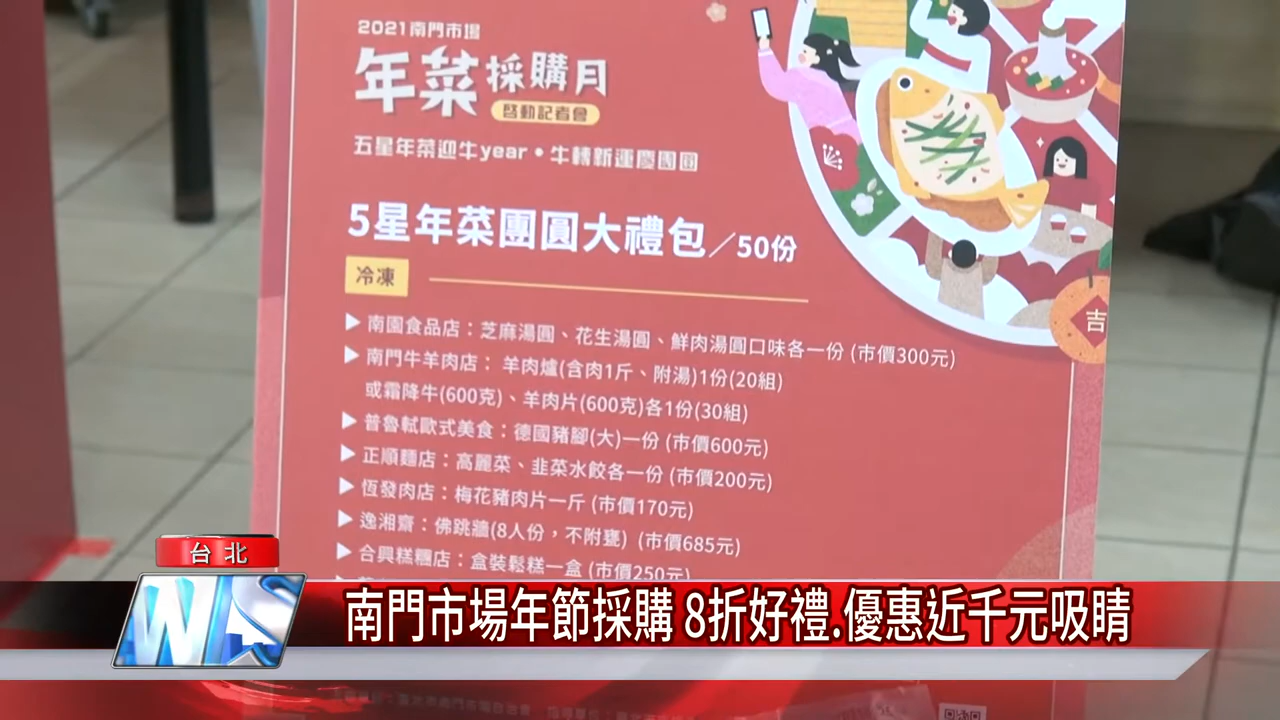 2021南門市場
年菜採購月
啓動記者會
五星年菜迎牛year•牛轉新運慶團圓
5星年菜團圓大禮包／50份
冷凍
吉
▶ 南園食品店：芝麻湯圓、花生湯圓、鮮肉湯圓口味各一份 (市價300元)
▶ 南門牛羊肉店： 羊肉爐(含肉1斤、附湯)1份(20組)
或霜降牛(600克)、羊肉片(600克)各1份(30組)
▶ 普魯軾歐式美食：德國豬腳(大)一份 (市價600元)
▶ 正順麵店：高麗菜、韭菜水餃各一份 (市價200元)
▶ 恆發肉店：梅花豬肉片一斤 (市價170元)
▶ 逸湘齋：佛跳牆(8人份，不附甕) (市價685元)
▶ 合興糕糰店：盒裝鬆糕一盒 (市價250元)
台北
南門市場年節採購 8折好禮.優惠近千元吸睛